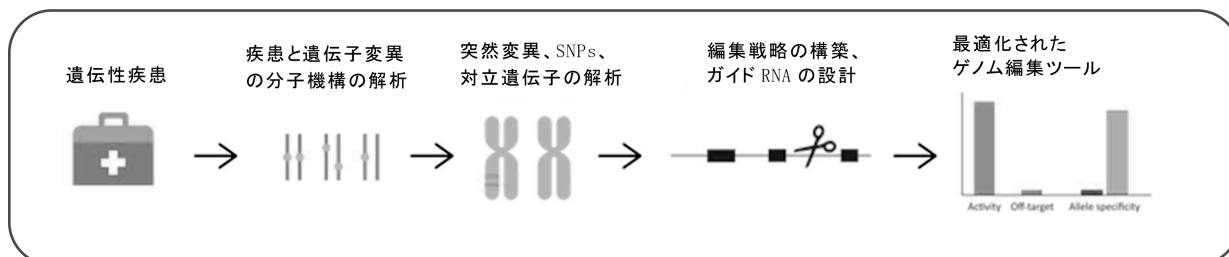 遺伝性疾患
疾患と遺伝子変異
の分子機構の解析
突然変異、SNPs、
対立遺伝子の解析
編集戦略の構築、
ガイド RNA の設計
最適化された
ゲノム編集ツール
Activity Off-target Allele specificity